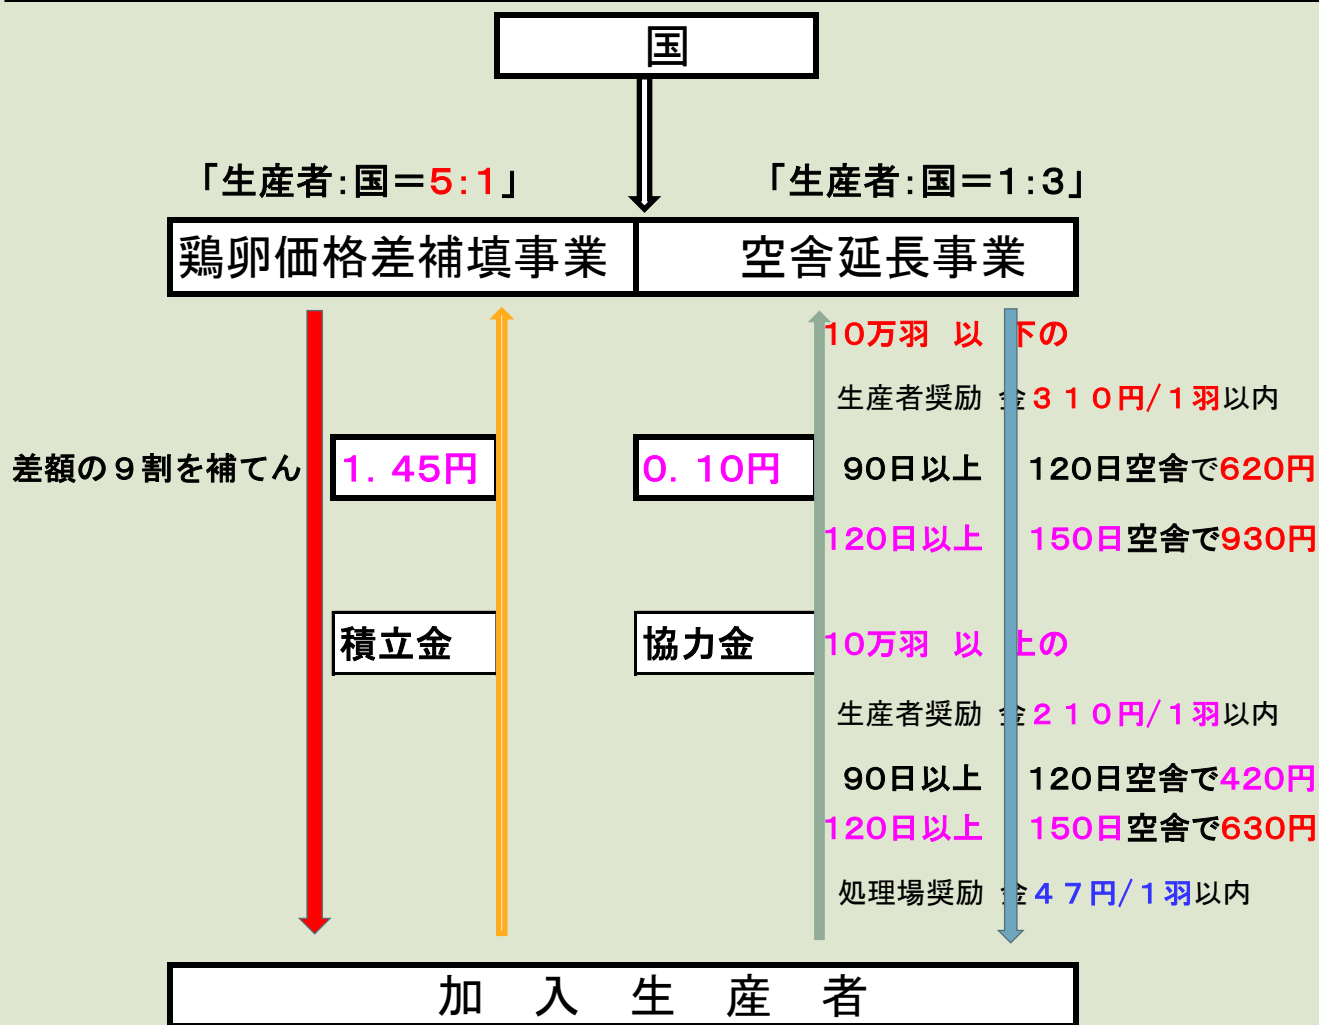 国
「生産者:国=5:1」
「生産者:国=1:3」
鶏卵価格差補填事業
空舎延長事業
10万羽 以 下の
生産者奨励 金310円/1羽以内
差額の9割を補てん
1.45円
0.10円
90日以上 120日空舎で620円
120日以上 150日空舎で930円
積立金
協力金
10万羽 以 上の
生産者奨励 金210円/1羽以内
90日以上 120日空舎で420円
120日以上 150日空舎で630円
処理場奨励 金47円/1羽以内
加入生産者